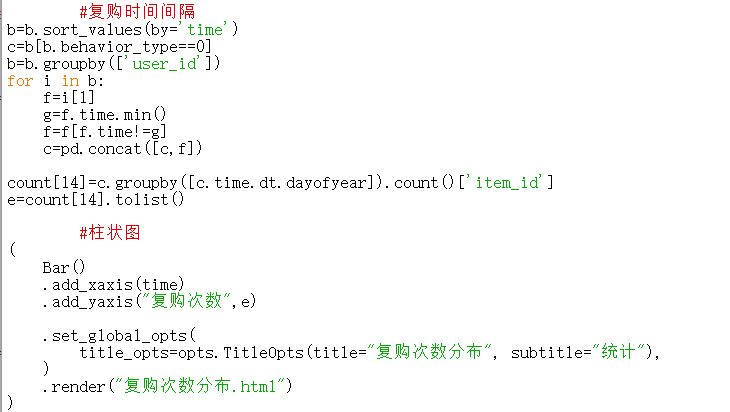 #复购时间间隔
b=b.sort_values(by='time')
c=b[b.behavior_type==0]
b=b.groupby(['user_id'])
for i in b:
    f=i[1]
    g=f.time.min()
    f=f[f.time!=g]
    c=pd.concat([c,f])
count[14]=c.groupby([c.time.dt.dayofyear]).count()['item_id']
e=count[14].tolist()
#柱状图
(
    Bar()
    .add_xaxis(time)
    .add_yaxis("复购次数",e)
    .set_global_opts(
        title_opts=opts.TitleOpts(title="复购次数分布", subtitle="统计"),
    )
    .render("复购次数分布.html")
)